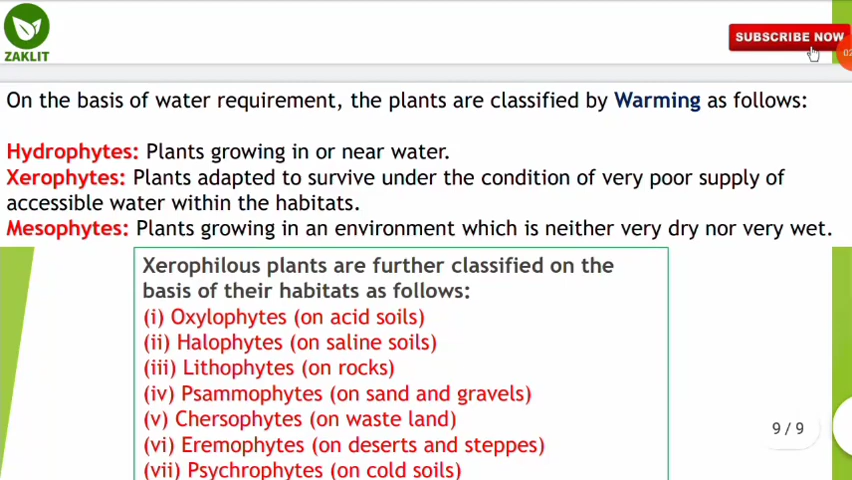 ZAKLIT
SUBSCRIBE NOW
02
On the basis of water requirement, the plants are classified by Warming as follows:
Hydrophytes: Plants growing in or near water.
Xerophytes: Plants adapted to survive under the condition of very poor supply of
accessible water within the habitats.
Mesophytes: Plants growing in an environment which is neither very dry nor very wet.
Xerophilous plants are further classified on the
basis of their habitats as follows:
(i) Oxylophytes (on acid soils)
(ii) Halophytes (on saline soils)
(iii) Lithophytes (on rocks)
(iv) Psammophytes (on sand and gravels)
(v) Chersophytes (on waste land)
(vi) Eremophytes (on deserts and steppes)
(vii) Psychrophytes (on cold soils)
9 / 9